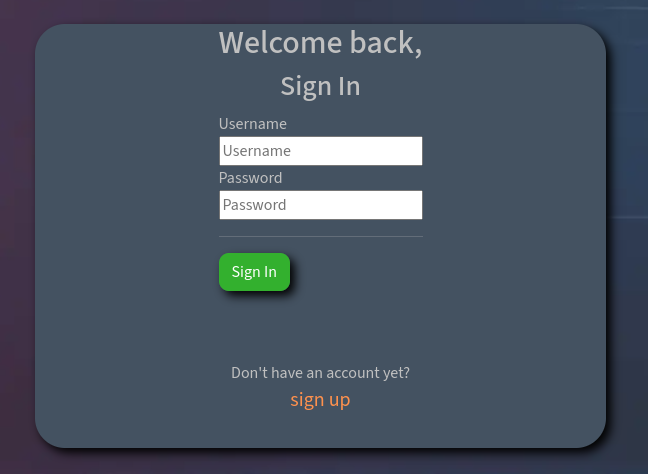 Welcome back,
Sign In
Username
Username
Password
Password
Sign In
Don't have an account yet?
sign up